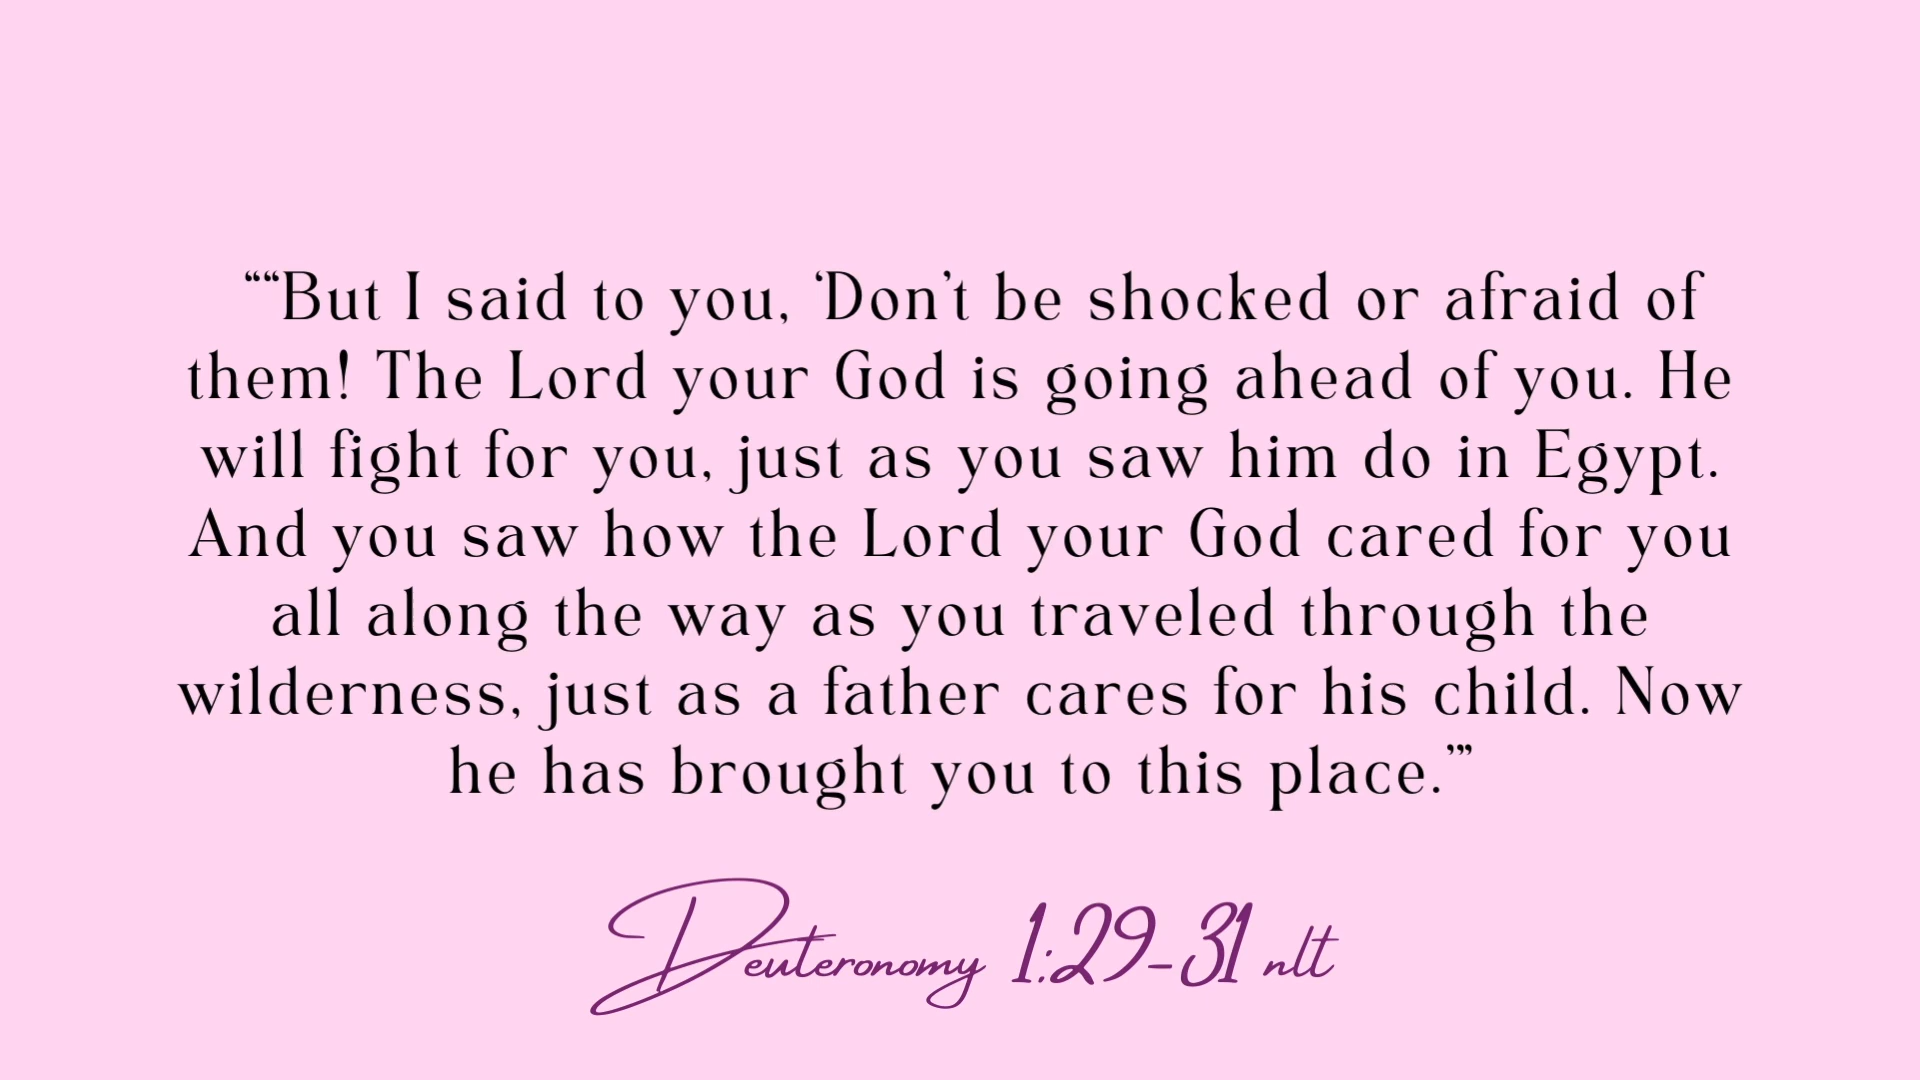 ““But I said to you, ‘Don’t be shocked or afraid of
them! The Lord your God is going ahead of you. He
will fight for you, just as you saw him do in Egypt.
And you saw how the Lord your God cared for you
all along the way as you traveled through the
wilderness, just as a father cares for his child. Now
he has brought you to this place.’”
Deuteronomy 1:29-31 nlt